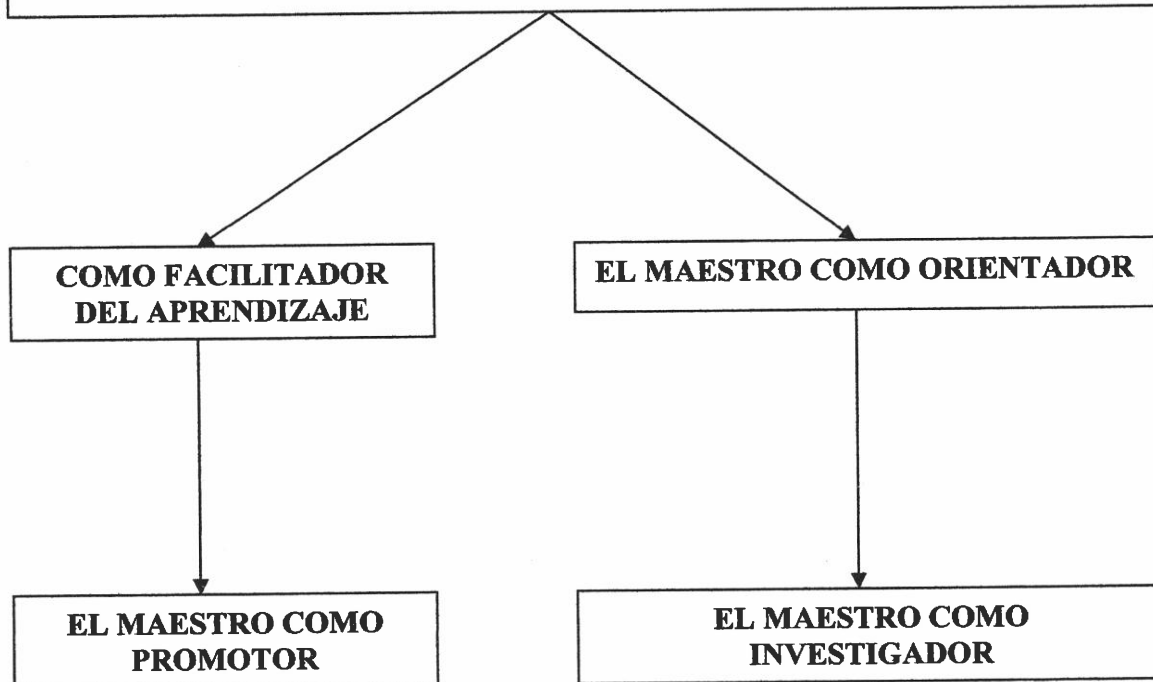 COMO FACILITADOR
DEL APRENDIZAJE
EL MAESTRO COMO ORIENTADOR
EL MAESTRO COMO
PROMOTOR
EL MAESTRO COMO
INVESTIGADOR